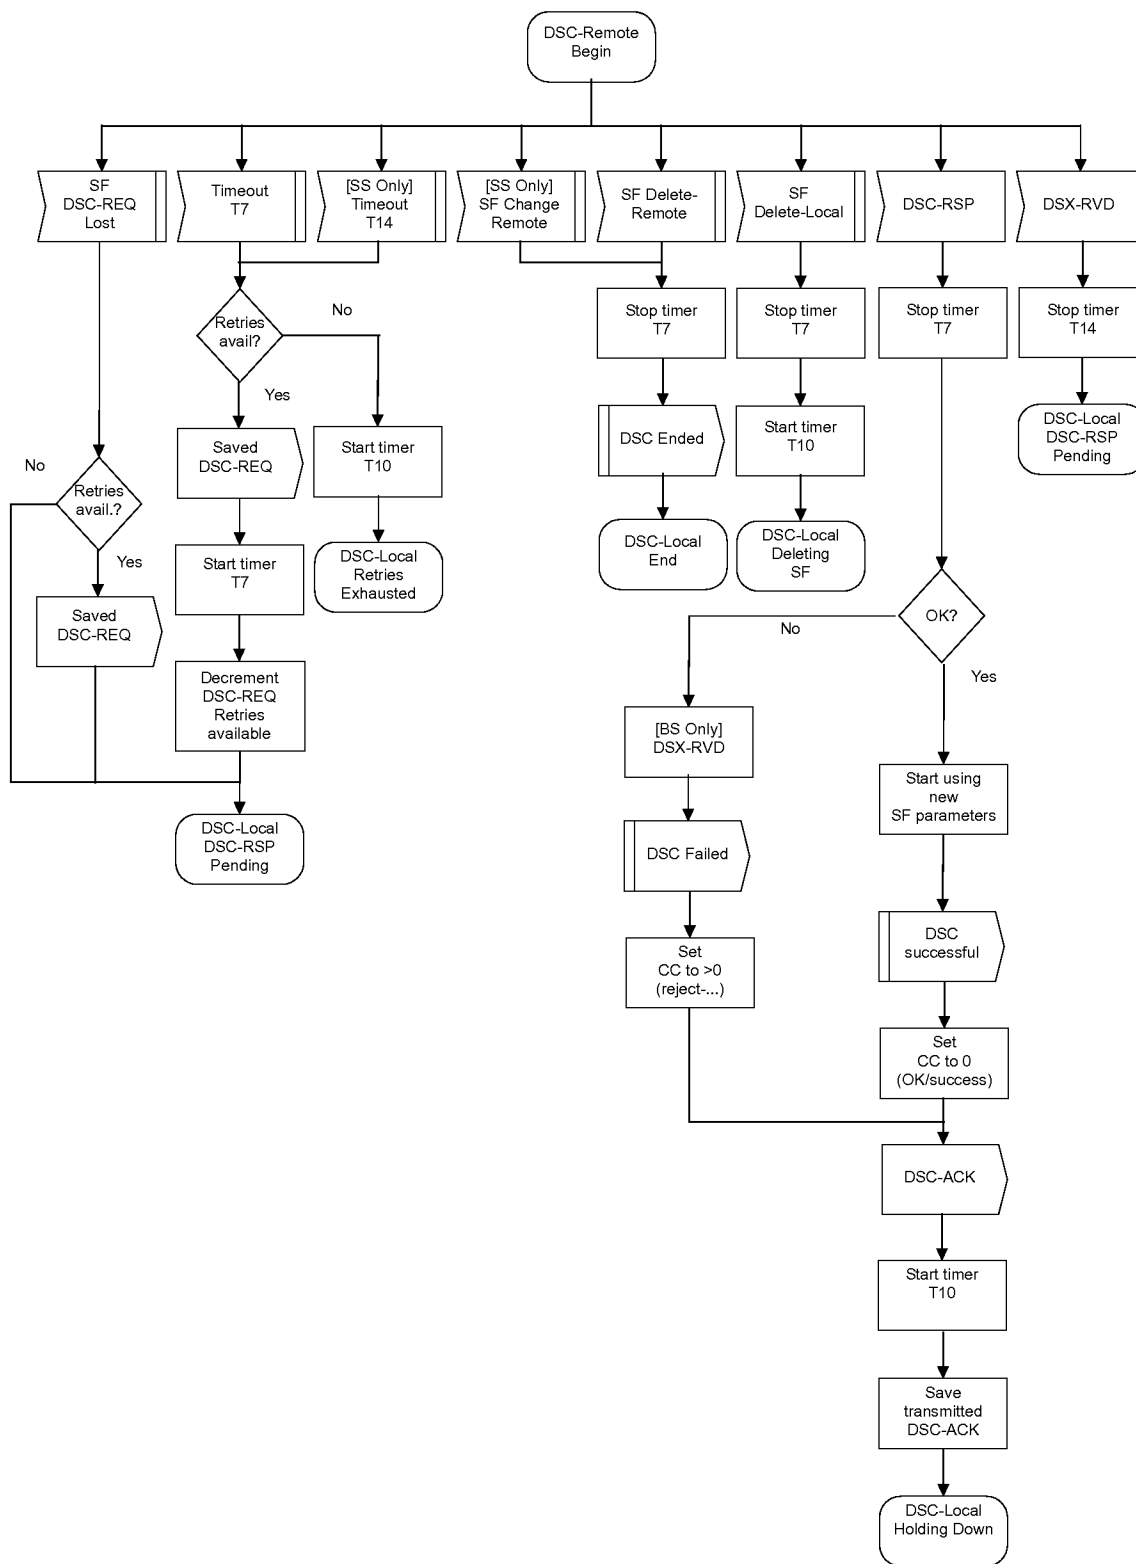 DSC-Remote
Begin
SF
DSC-REQ
Lost
Timeout
T7
[SS Only]
Timeout
T14
[SS Only]
SF Change
Remote
SF Delete-
Remote
SF
Delete-Local
DSC-RSP
DSX-RVD
Retries
avail?
No
Yes
Stop timer
T7
Stop timer
T7
Stop timer
T7
Stop timer
T14
Saved
DSC-REQ
Start timer
T10
DSC Ended
Start timer
T10
DSC-Local
DSC-RSP
Pending
No
Retries
avail.?
Yes
Start timer
T7
DSC-Local
Retries
Exhausted
DSC-Local
End
DSC-Local
Deleting
SF
Saved
DSC-REQ
OK?
No
Yes
Decrement
DSC-REQ
Retries
available
[BS Only]
DSX-RVD
Start using
new
SF parameters
DSC-Local
DSC-RSP
Pending
DSC Failed
DSC
successful
Set
CC to >0
(reject-...)
Set
CC to 0
(OK/success)
DSC-ACK
Start timer
T10
Save
transmitted
DSC-ACK
DSC-Local
Holding Down